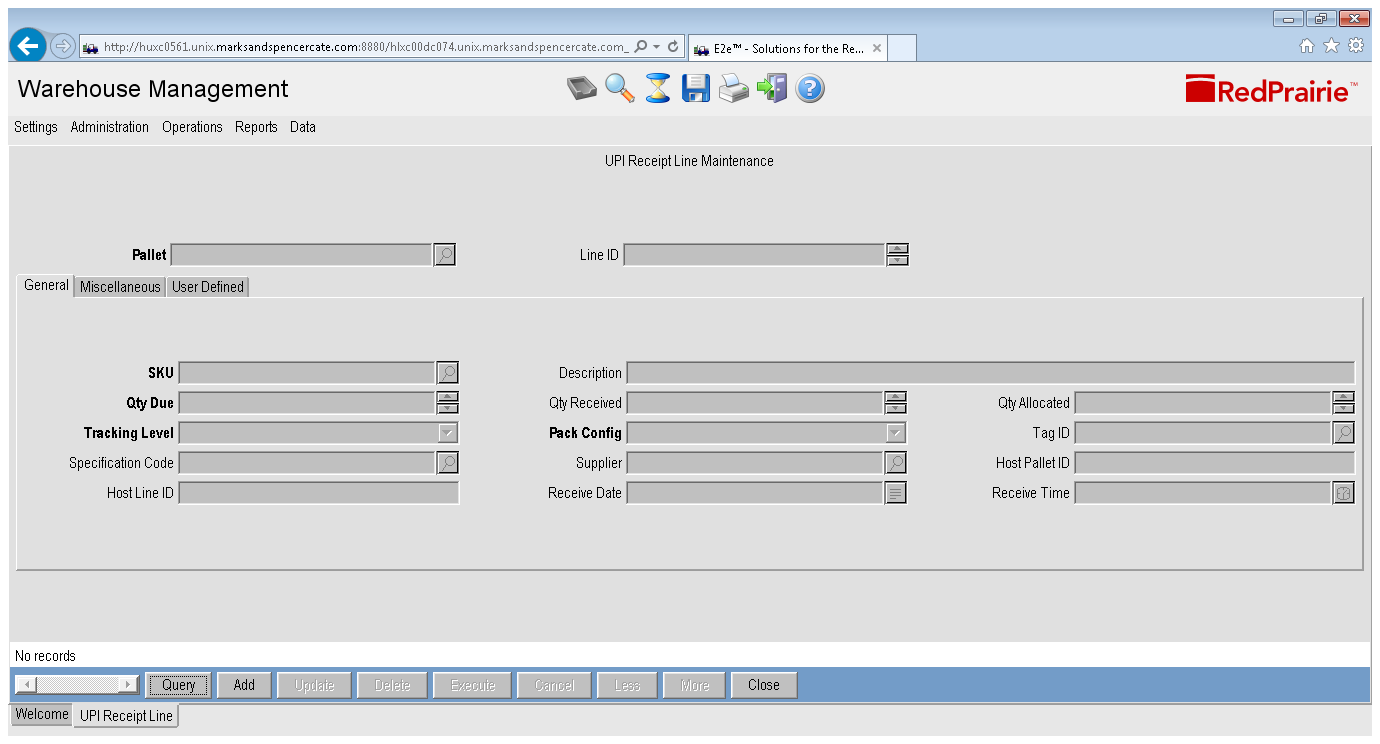 http://huxc0561.unix.marksandspencercate.com:8880/hlxc00dc074.unix.marksandspencercate.com_
E2e™ - Solutions for the Re...
Warehouse Management
RedPrairie™
Settings Administration Operations Reports Data
UPI Receipt Line Maintenance
Pallet Line ID
General Miscellaneous User Defined
SKU Description
Qty Due Qty Received Qty Allocated
Tracking Level Pack Config Tag ID
Specification Code Supplier Host Pallet ID
Host Line ID Receive Date Receive Time
No records
Query Add Update Delete Execute Cancel Less More Close
Welcome UPI Receipt Line